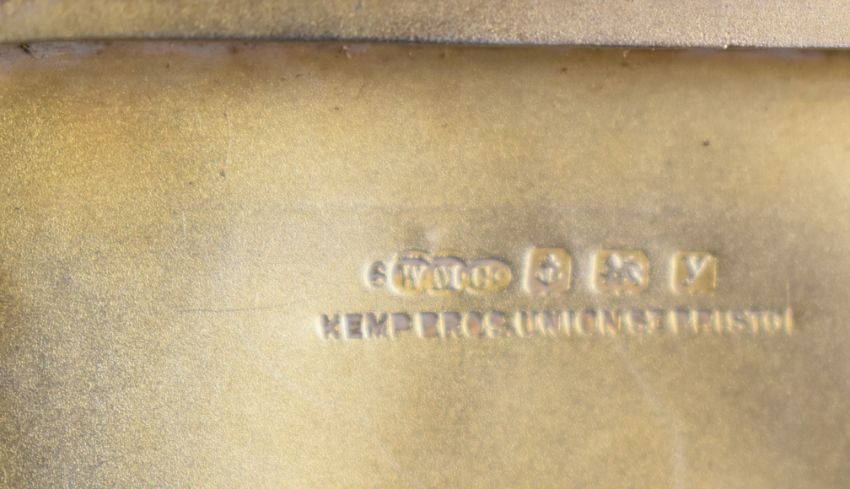 y
KEMP BROS. UNION ST BRISTOL